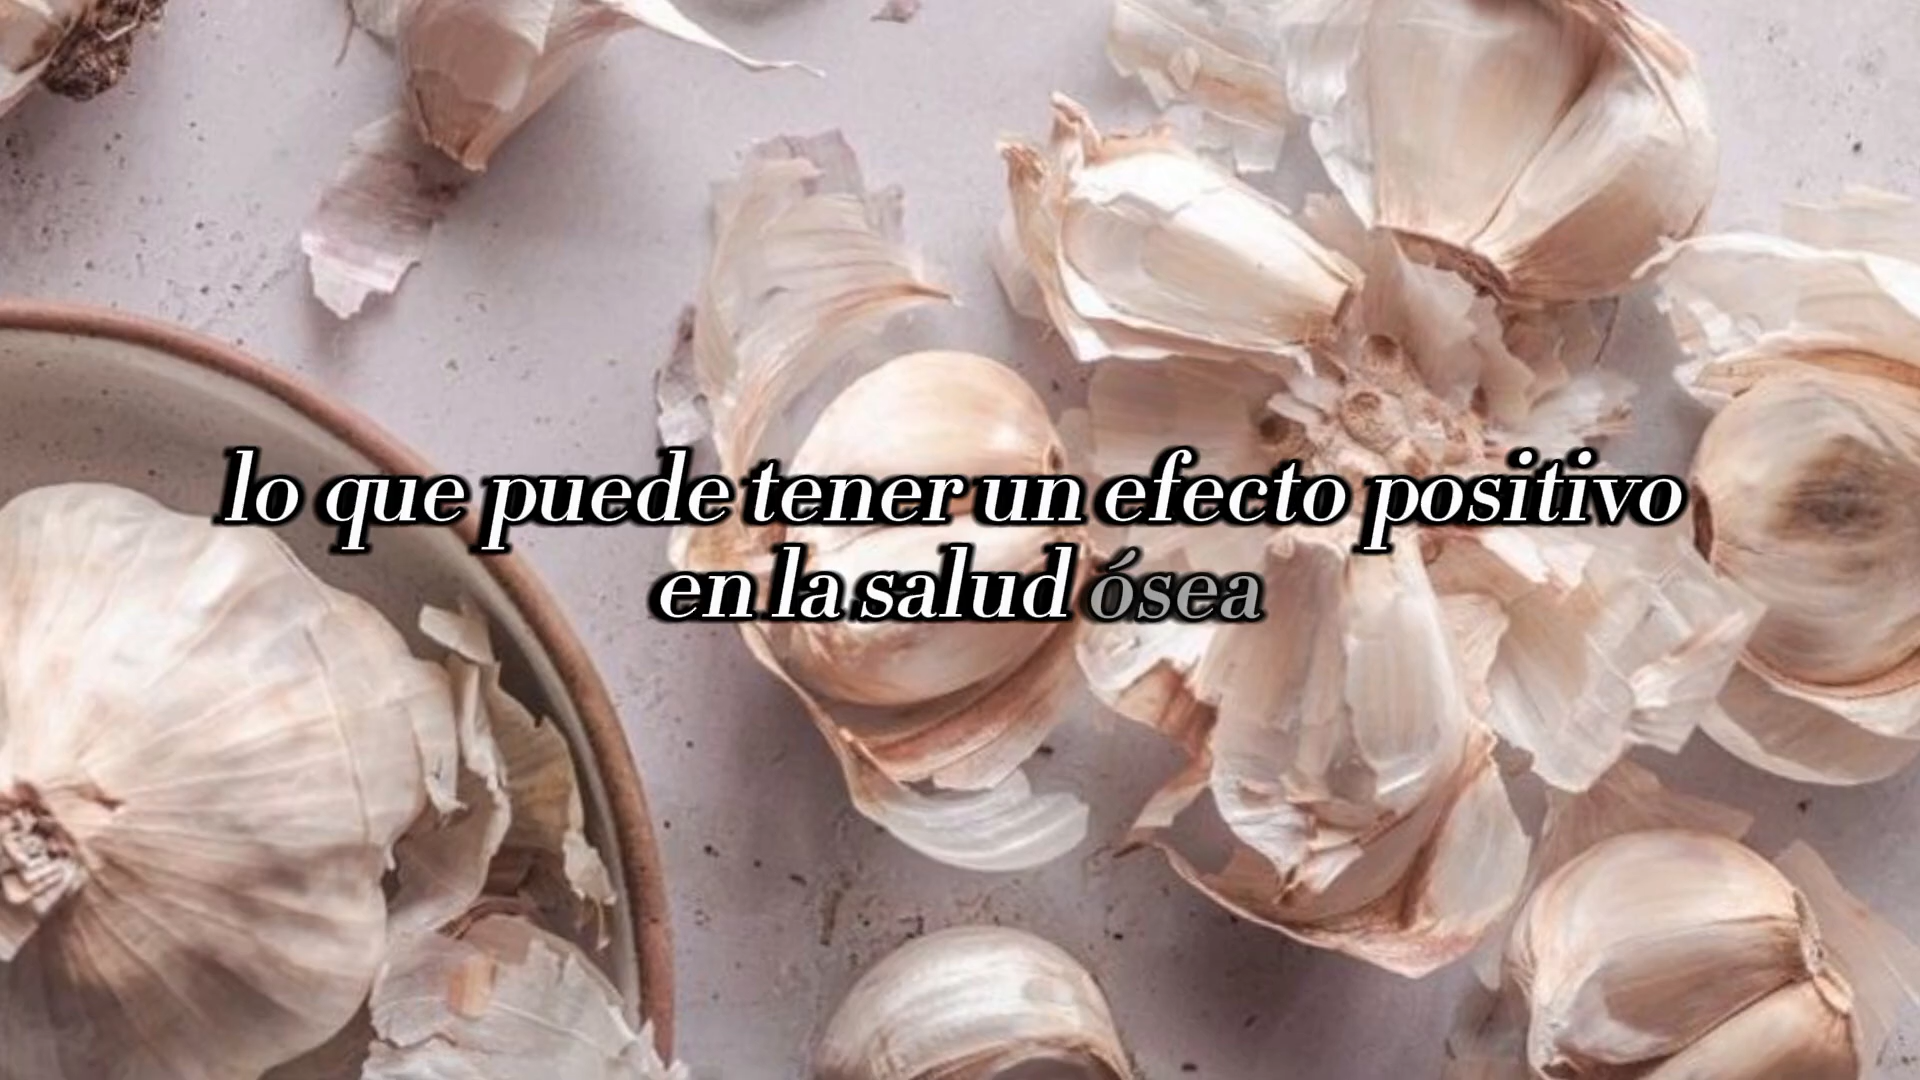 lo que puede tener un efecto positivo
en la salud ósea